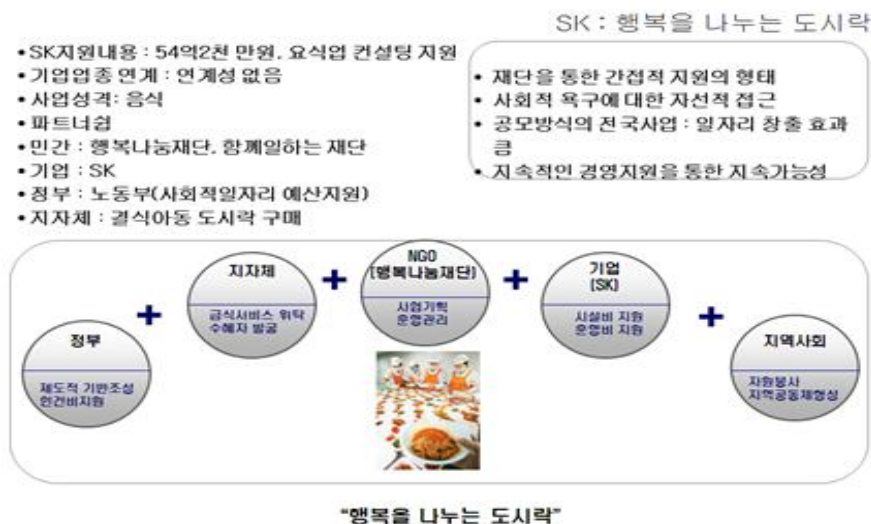 SK : 행복을 나누는 도시락
• SK지원내용 : 54억2천 만원, 요식업 컨설팅 지원
• 기업업종 연계 : 연계성 없음
• 사업성격: 음식
• 파트너쉽
• 민간 : 행복나눔재단, 함께일하는 재단
• 기업 : SK
• 정부 : 노동부(사회적일자리 예산지원)
• 지자체 : 결식아동 도시락 구매
• 재단을 통한 간접적 지원의 형태
• 사회적 욕구에 대한 자선적 접근
• 공모방식의 전국사업 : 일자리 창출 효과
큼
• 지속적인 경영지원을 통한 지속가능성
정부
제도적 기반조성
인건비지원
+
지자체
급식서비스 위탁
수혜자 발굴
+
NGO
[행복나눔재단]
사업기획
운영관리
+
기업
[SK]
시설비 지원
운영비 지원
+
지역사회
자원봉사
지역공동체형성
“행복을 나누는 도시락”